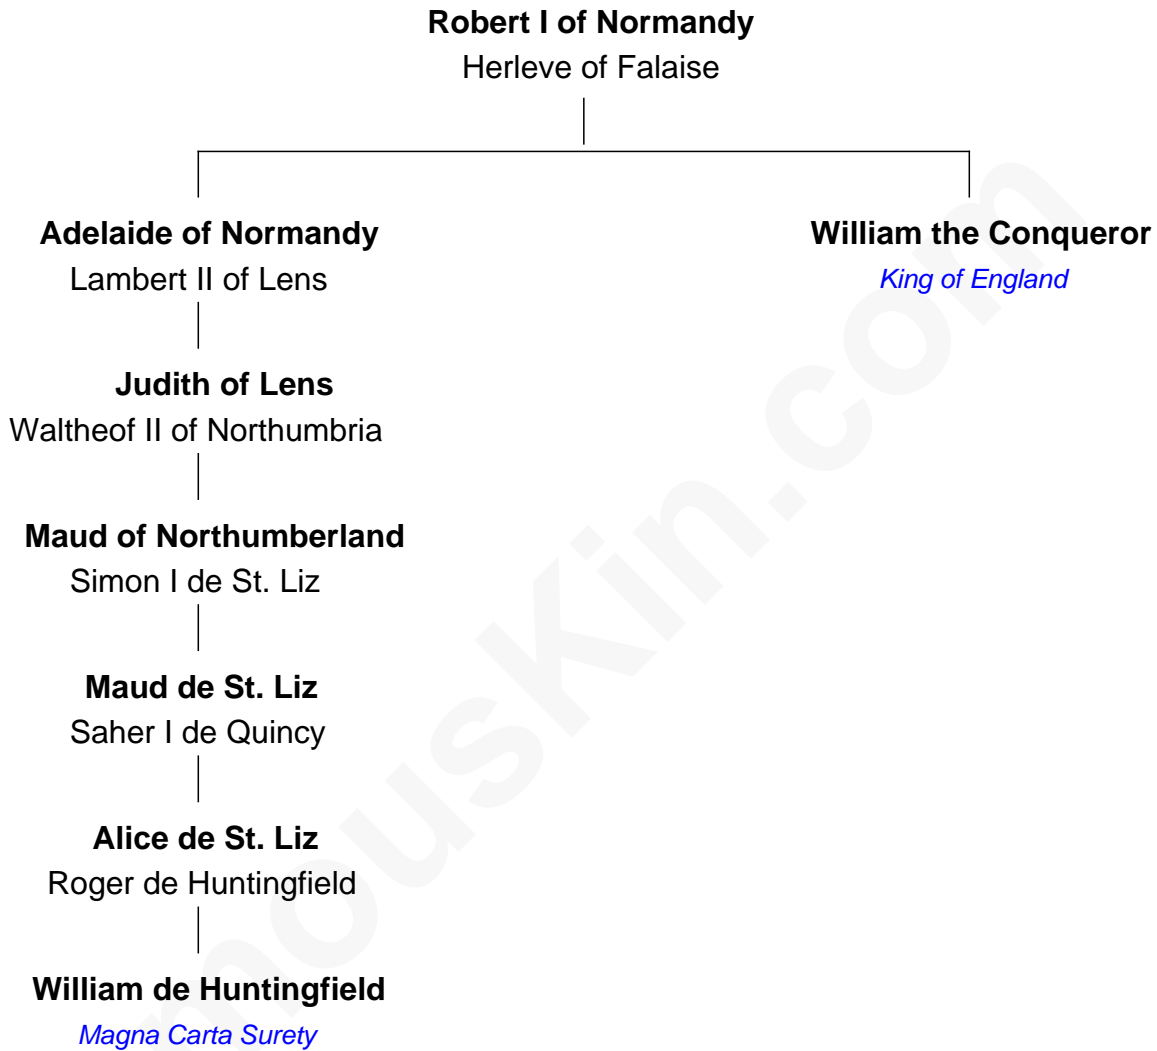 Robert I of Normandy
Herleve of Falaise
Adelaide of Normandy
Lambert II of Lens
William the Conqueror
King of England
Judith of Lens
Waltheof II of Northumbria
Maud of Northumberland
Simon I de St. Liz
Maud de St. Liz
Saher I de Quincy
Alice de St. Liz
Roger de Huntingfield
William de Huntingfield
Magna Carta Surety
mousKin.com